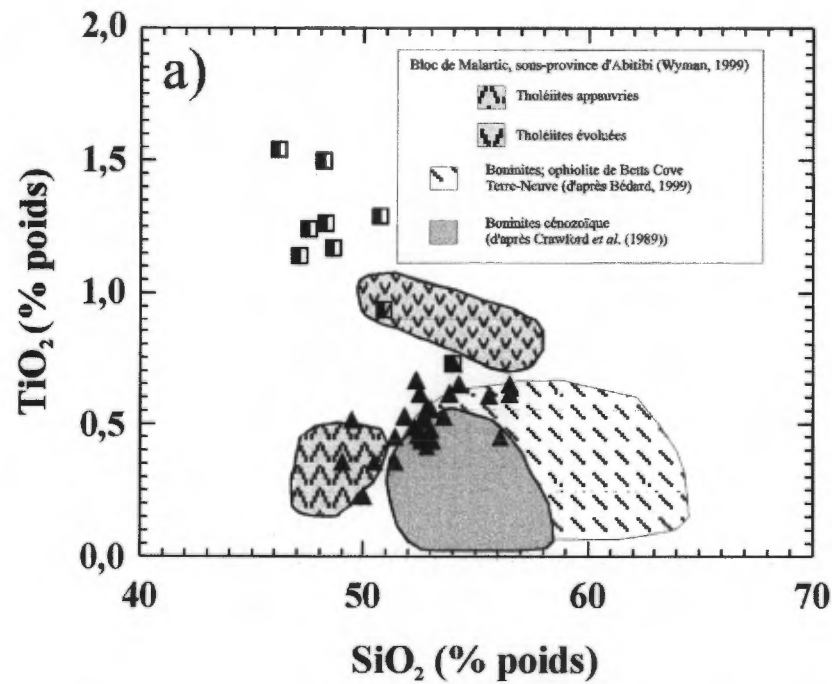 2,0
a)
Bloc de Malartic, sous-province d'Abitibi (Wyman, 1999)
Tholéiites appauvries
Tholéiites évoluées
Boninites; ophiolite de Betts Cove
Terre-Neuve (d'après Bédard, 1999)
Boninites cénozoïque
(d'après Crawford et al. (1989))
1,5
1,0
0,5
0,0
TiO2 (% poids)
40
50
60
70
SiO2 (% poids)